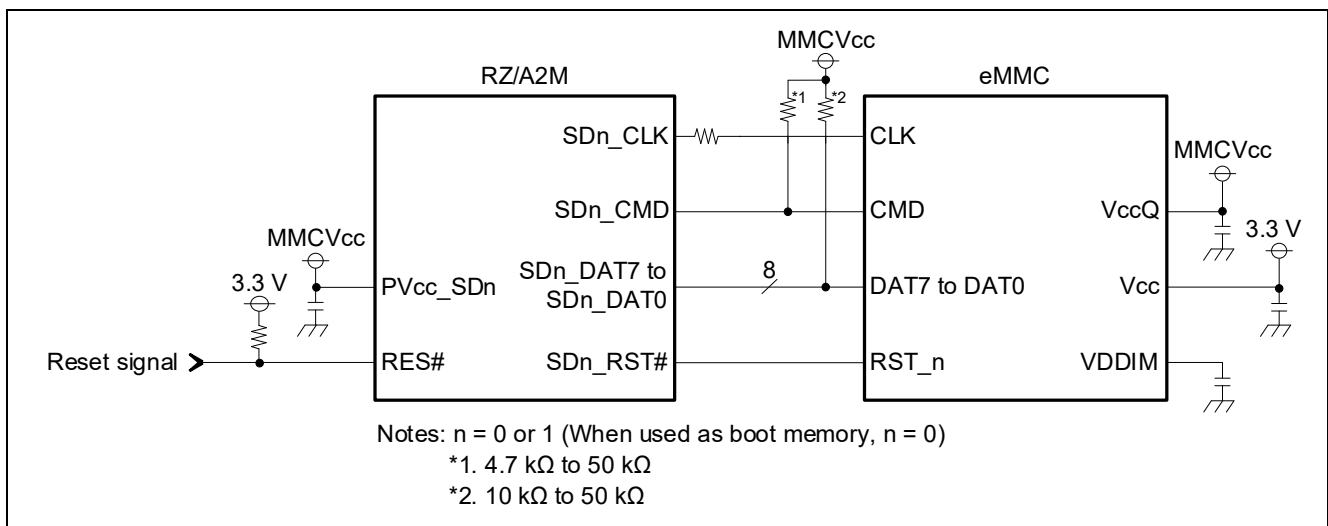 MMCVcc
RZ/A2M
eMMC
*1
*2
SDn_CLK
CLK
MMCVcc
SDn_CMD
CMD
VccQ
MMCVcc
3.3 V
3.3 V
PVcc_SDn
SDn_DAT7 to
SDn_DAT0
8
DAT7 to DAT0
Vcc
Reset signal
RES#
SDn_RST#
RST_n
VDDIM
Notes: n = 0 or 1 (When used as boot memory, n = 0)
*1. 4.7 kΩ to 50 kΩ
*2. 10 kΩ to 50 kΩ